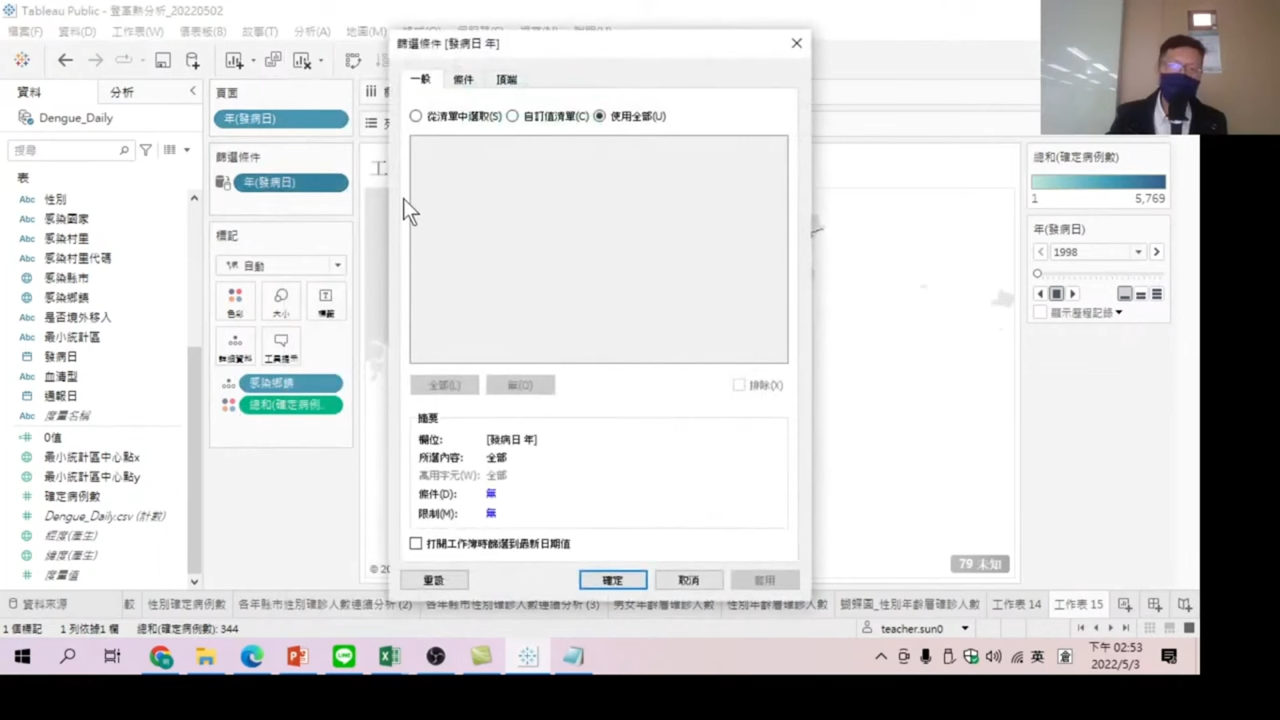 Tableau Public - 登革熱分析_20220502
檔案(F) 資料(D) 工作表(W) 儀表板(B) 故事(T) 分析(A) 地圖(M)
資料 分析
Dengue_Daily
搜尋
表
Abc 性別
Abc 感染國家
Abc 感染村里
Abc 感染村里代碼
感染縣市
感染鄉鎮
Abc 是否境外移入
Abc 最小統計區
發病日
Abc 血清型
通報日
Abc 度量名稱
0值
最小統計區中心點x
最小統計區中心點y
確定病例數
Dengue_Daily.csv (計數)
經度(產生)
緯度(產生)
度量值
頁面
年(發病日)
篩選條件
年(發病日)
標記
自動
色彩 大小 標籤
詳細資料 工具提示
感染鄉鎮
總和(確定病例..
篩選條件 [發病日 年]
一般 條件 頂端
從清單中選取(S) 自訂值清單(C) 使用全部(U)
全部(L) 無(O) 排除(X)
摘要
欄位: [發病日 年]
所選內容: 全部
萬用字元(W): 全部
條件(D): 無
限制(M): 無
打開工作簿時篩選到最新日期值
重設 確定 取消 套用
總和(確定病例數)
1 5,769
年(發病日)
1998
顯示歷程記錄
79 未知
資料來源 性別確定病例數 各年縣市性別確診人數連續分析 (2) 各年縣市性別確診人數連續分析 (3) 男女年齡層確診數 性別年齡層確診數 蝴蝶圖_性別年齡層確診數 工作表 14 工作表 15
1 個標記 1 列依據1 欄 總和(確定病例數): 344 teacher.sun0
英 下午 02:53
2022/5/3